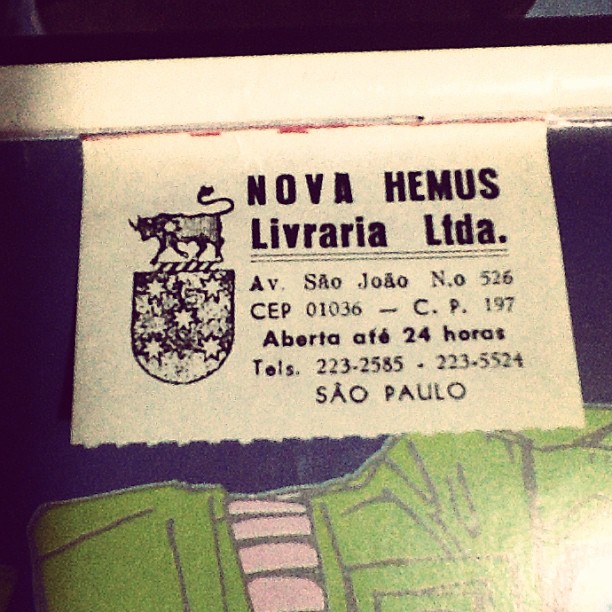 NOVA HEMUS
Livraria Ltda.
Av. São João N.o 526
CEP 01036 — C. P. 197
Aberta até 24 horas
Tels. 223-2585 - 223-5524
SÃO PAULO